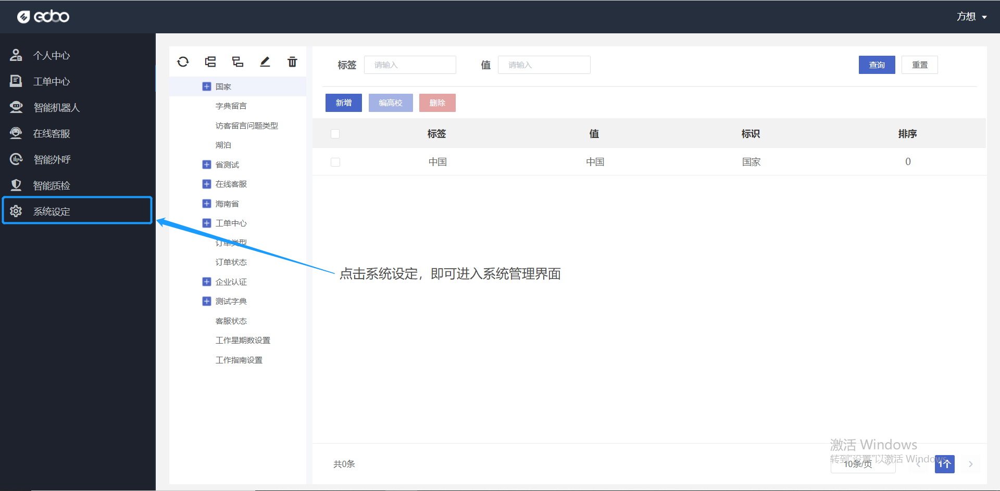 edoo
方想
个人中心
工单中心
智能机器人
在线客服
智能外呼
智能质检
系统设定
国家
字典留言
访客留言问题类型
湖泊
省测试
在线客服
海南省
工单中心
订单类型
订单状态
企业认证
测试字典
客服状态
工作星期数设置
工作指南设置
标签 请输入 值 请输入 查询 重置
新增 编高校 删除
标签 值 标识 排序
中国 中国 国家 0
点击系统设定，即可进入系统管理界面
激活 Windows
转到"设置"以激活 Windows
共0条 10条/页 1个